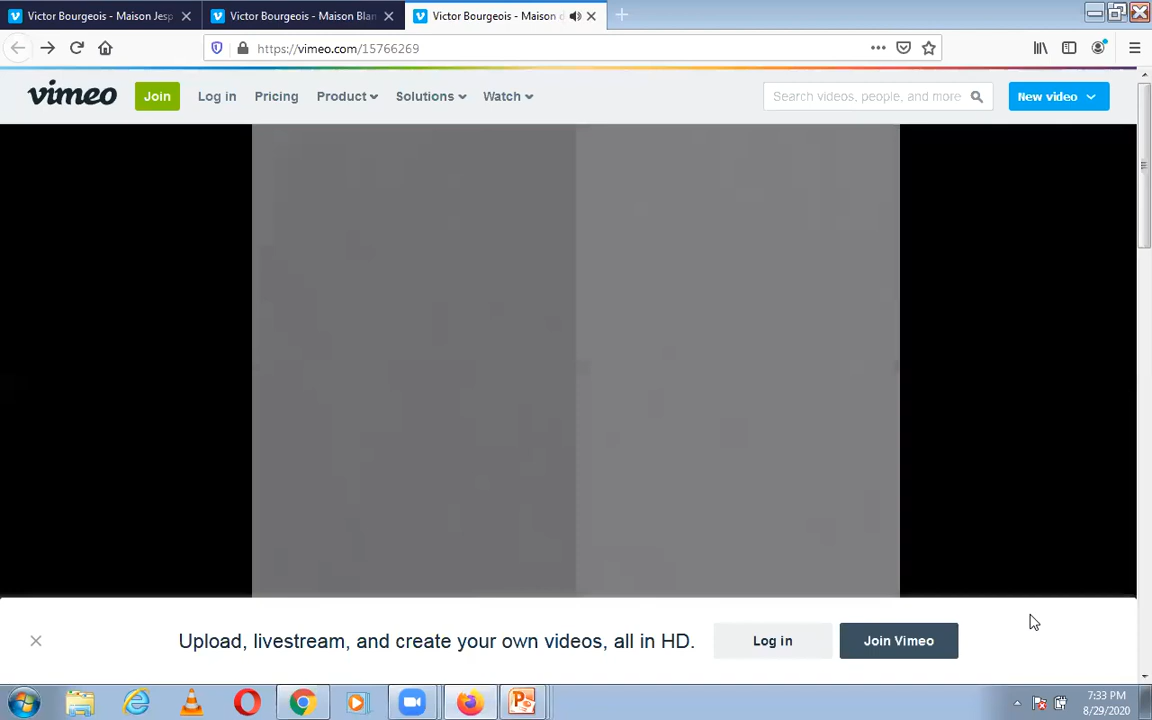 Victor Bourgeois - Maison Jesp
Victor Bourgeois - Maison Blan
Victor Bourgeois - Maison d
https://vimeo.com/15766269
vimeo
Join
Log in
Pricing
Product
Solutions
Watch
Search videos, people, and more
New video
Upload, livestream, and create your own videos, all in HD.
Log in
Join Vimeo
7:33 PM
8/29/2020